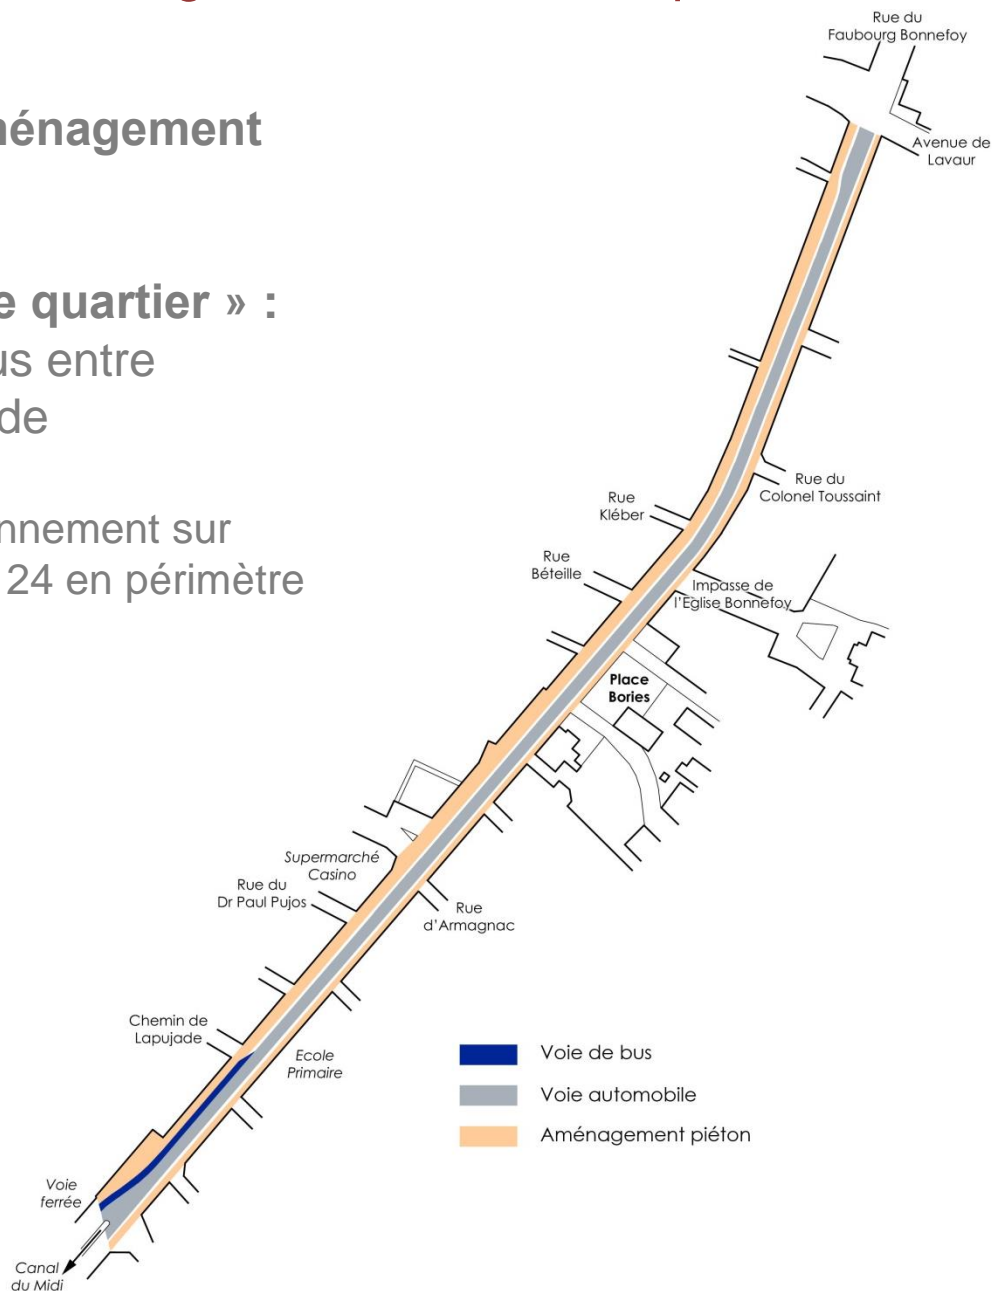 ménagement
e quartier » :
us entre
de
nnement sur
24 en périmètre
Rue du
Faubourg Bonnefoy
Avenue de
Lavaur
Rue du
Colonel Toussaint
Rue
Kléber
Rue
Béteille
Impasse de
l'Eglise Bonnefoy
Place
Bories
Supermarché
Casino
Rue du
Dr Paul Pujos
Rue
d'Armagnac
Chemin de
Lapujade
Ecole
Primaire
Voie de bus
Voie automobile
Aménagement piéton
Voie
ferrée
Canal
du Midi